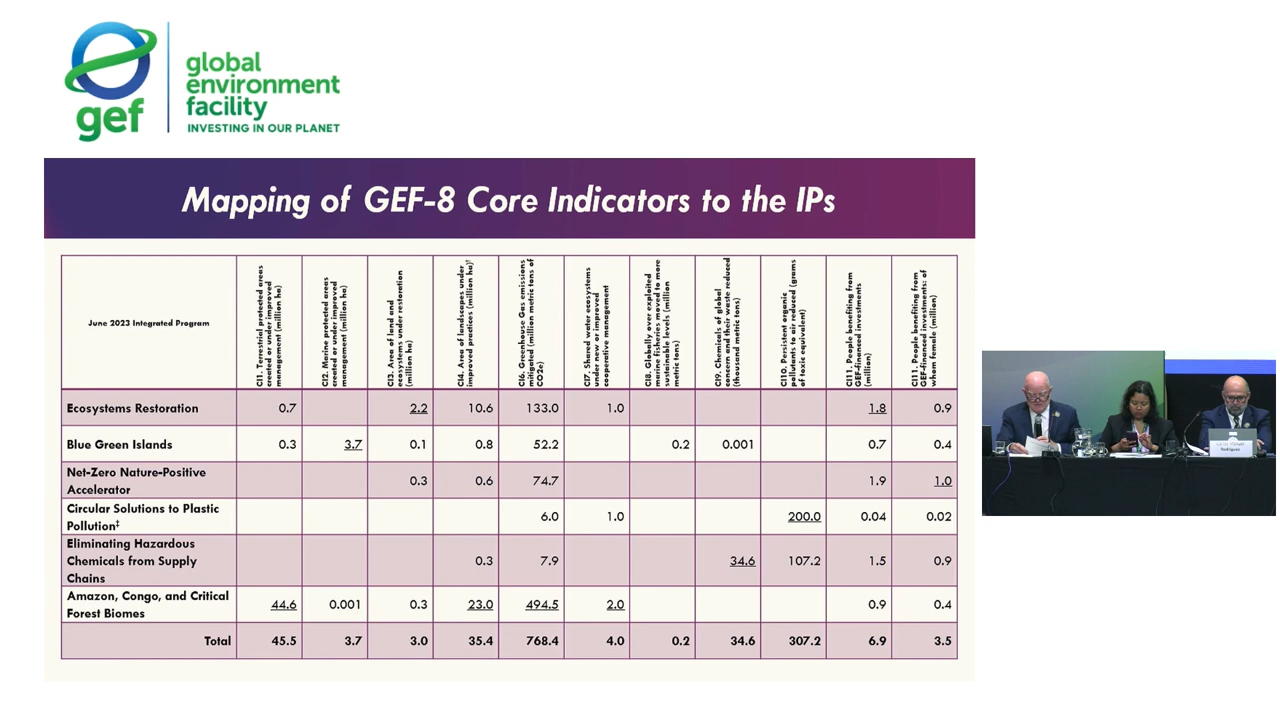 global
environment
facility
gef
INVESTING IN OUR PLANET
Mapping of GEF-8 Core Indicators to the IPs
June 2023 Integrated Program
CI1. Terrestrial protected areas
created or under improved
management (million ha)
CI2. Marine protected areas
created or under improved
management (million ha)
CI3. Area of land and
ecosystems under restoration
(million ha)
CI4. Area of landscapes under
improved practices (million ha)†
CI6. Greenhouse Gas emissions
mitigated (million metric tons of
CO2e)
CI7. Shared water ecosystems
under new or improved
cooperative management
CI8. Globally over exploited
marine fisheries moved to more
sustainable levels (million
metric tons)
CI9. Chemicals of global
concern and their waste reduced
(thousand metric tons)
CI10. Persistent organic
pollutants to air reduced (grams
of toxic equivalent)
CI11. People benefiting from
GEF-financed investments
(million)
CI11. People benefiting from
GEF-financed investments: of
whom female (million)
Ecosystems Restoration 0.7 2.2 10.6 133.0 1.0 1.8 0.9
Blue Green Islands 0.3 3.7 0.1 0.8 52.2 0.2 0.001 0.7 0.4
Net-Zero Nature-Positive
Accelerator 0.3 0.6 74.7 1.9 1.0
Circular Solutions to Plastic
Pollution‡ 6.0 1.0 200.0 0.04 0.02
Eliminating Hazardous
Chemicals from Supply
Chains 0.3 7.9 34.6 107.2 1.5 0.9
Amazon, Congo, and Critical
Forest Biomes 44.6 0.001 0.3 23.0 494.5 2.0 0.9 0.4
Total 45.5 3.7 3.0 35.4 768.4 4.0 0.2 34.6 307.2 6.9 3.5
Rodríguez